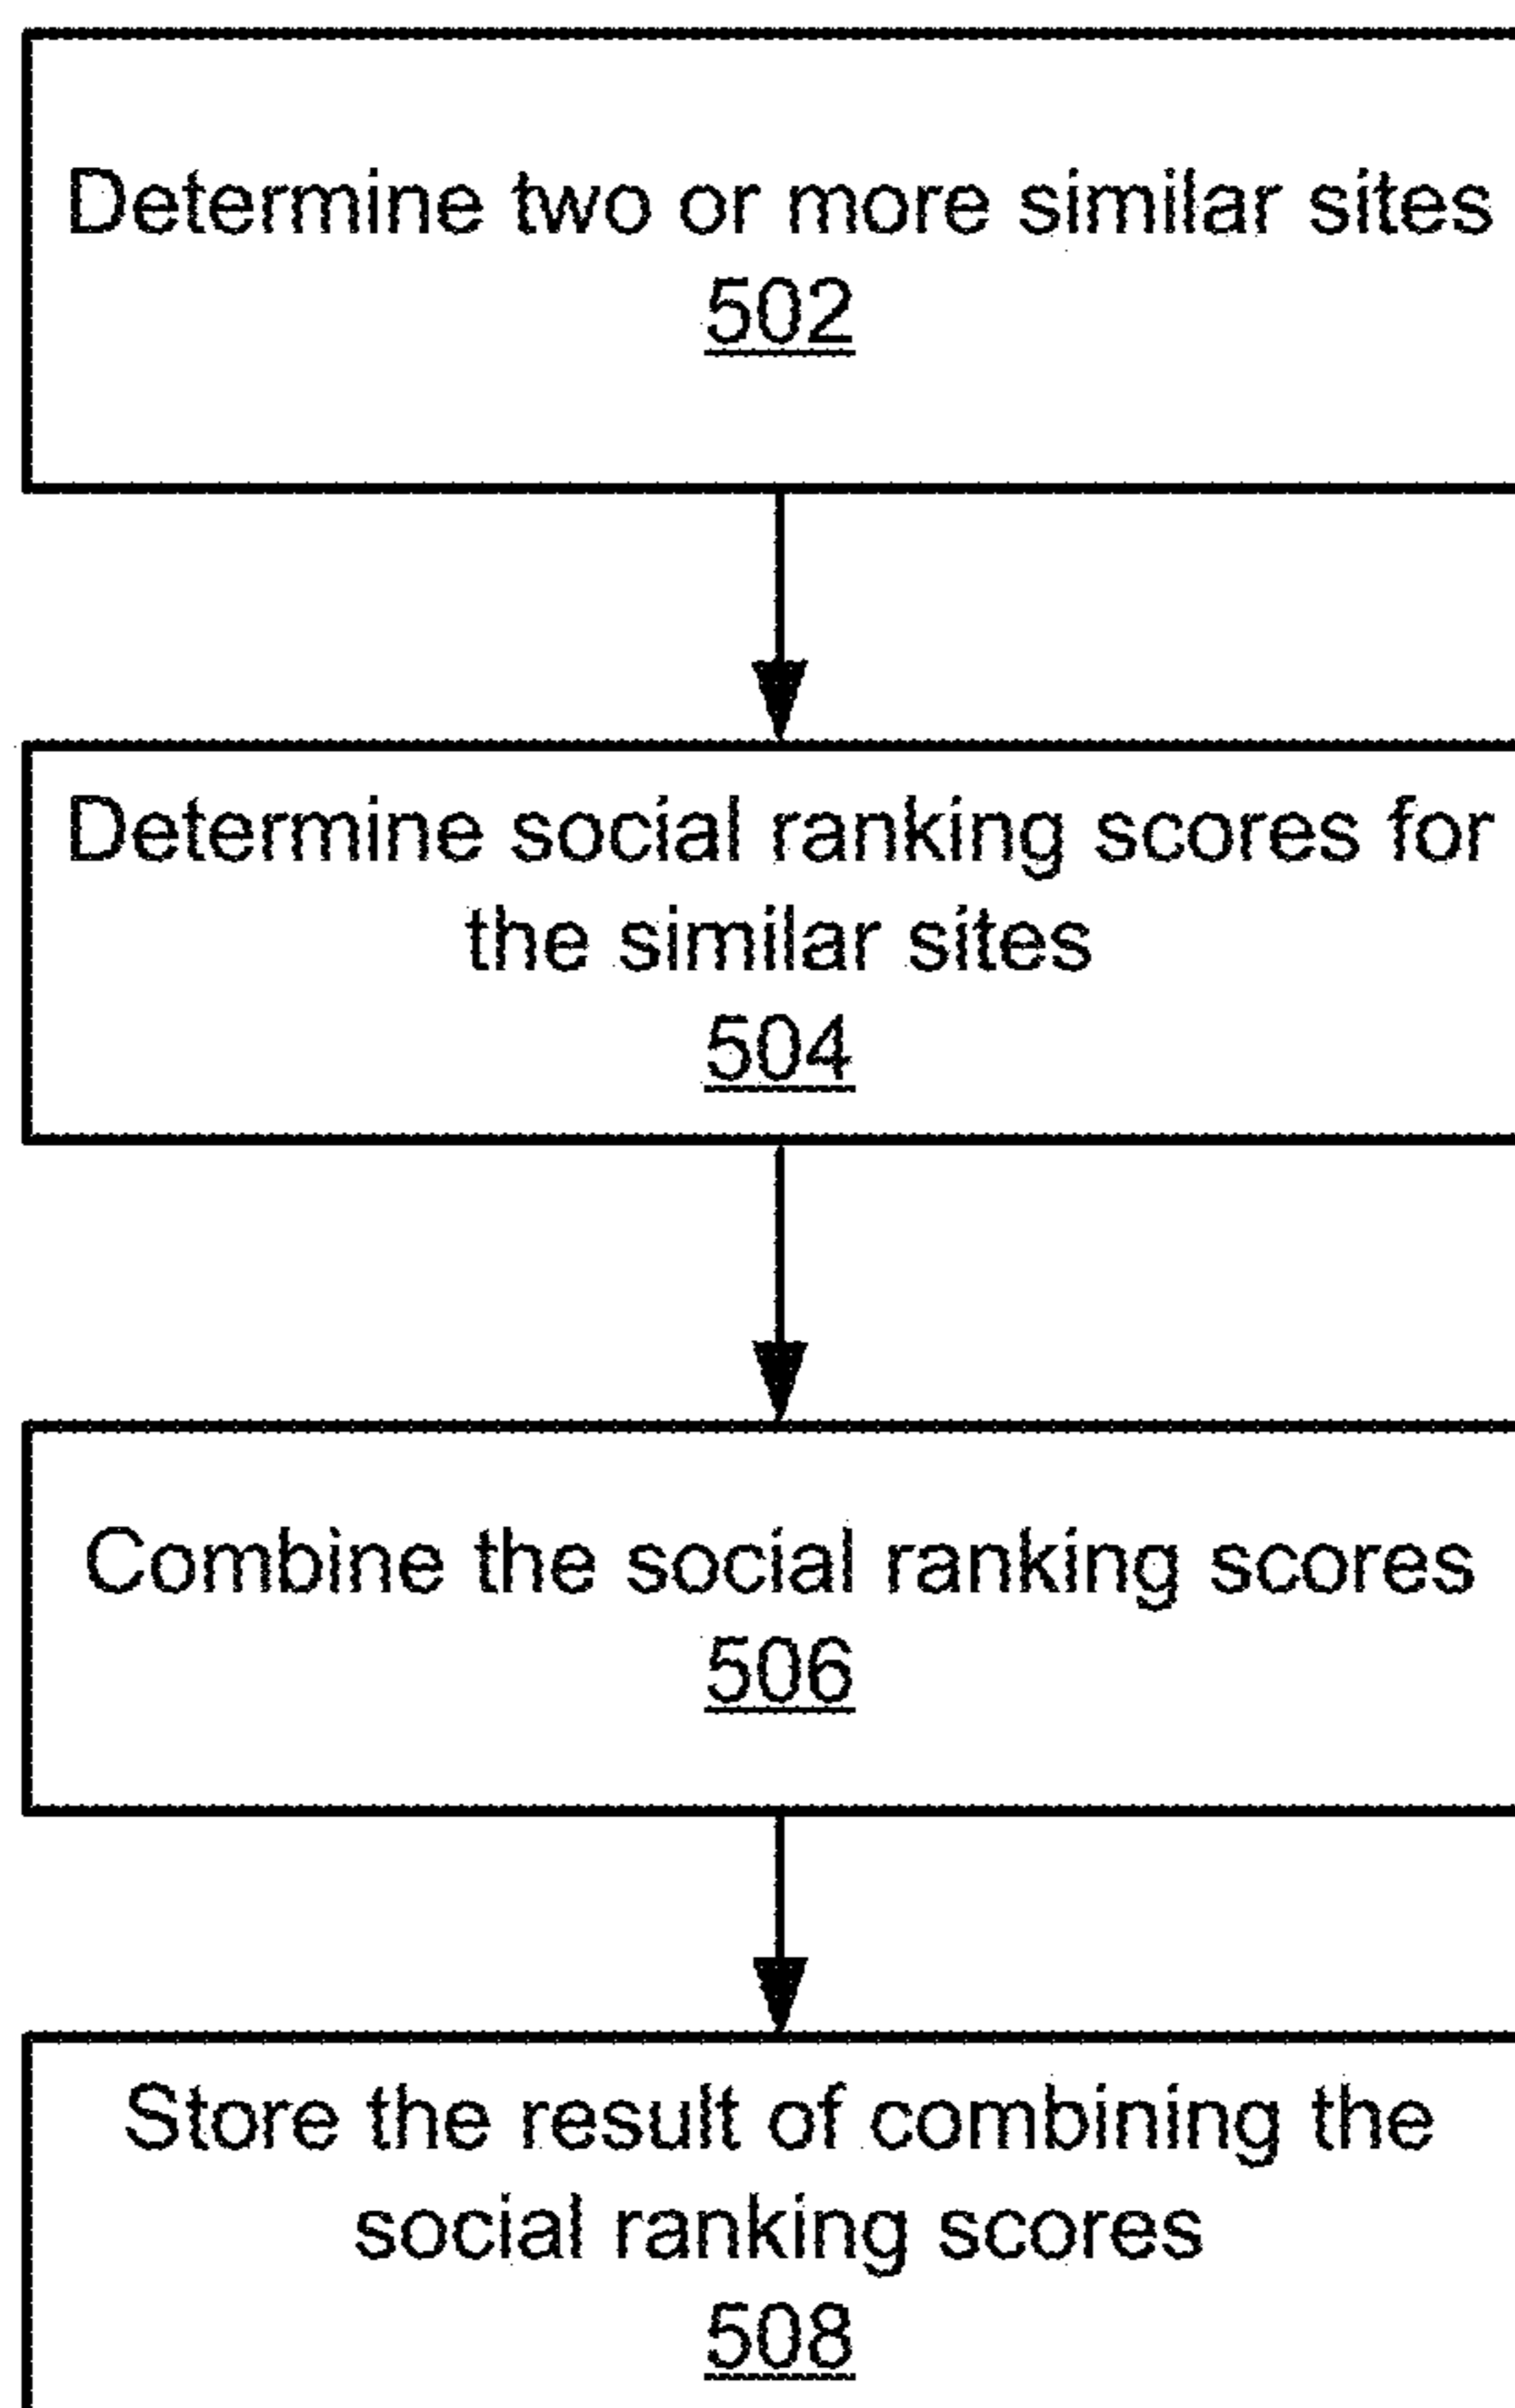 Determine two or more similar sites
502
Determine social ranking scores for
the similar sites
504
Combine the social ranking scores
506
Store the result of combining the
social ranking scores
508